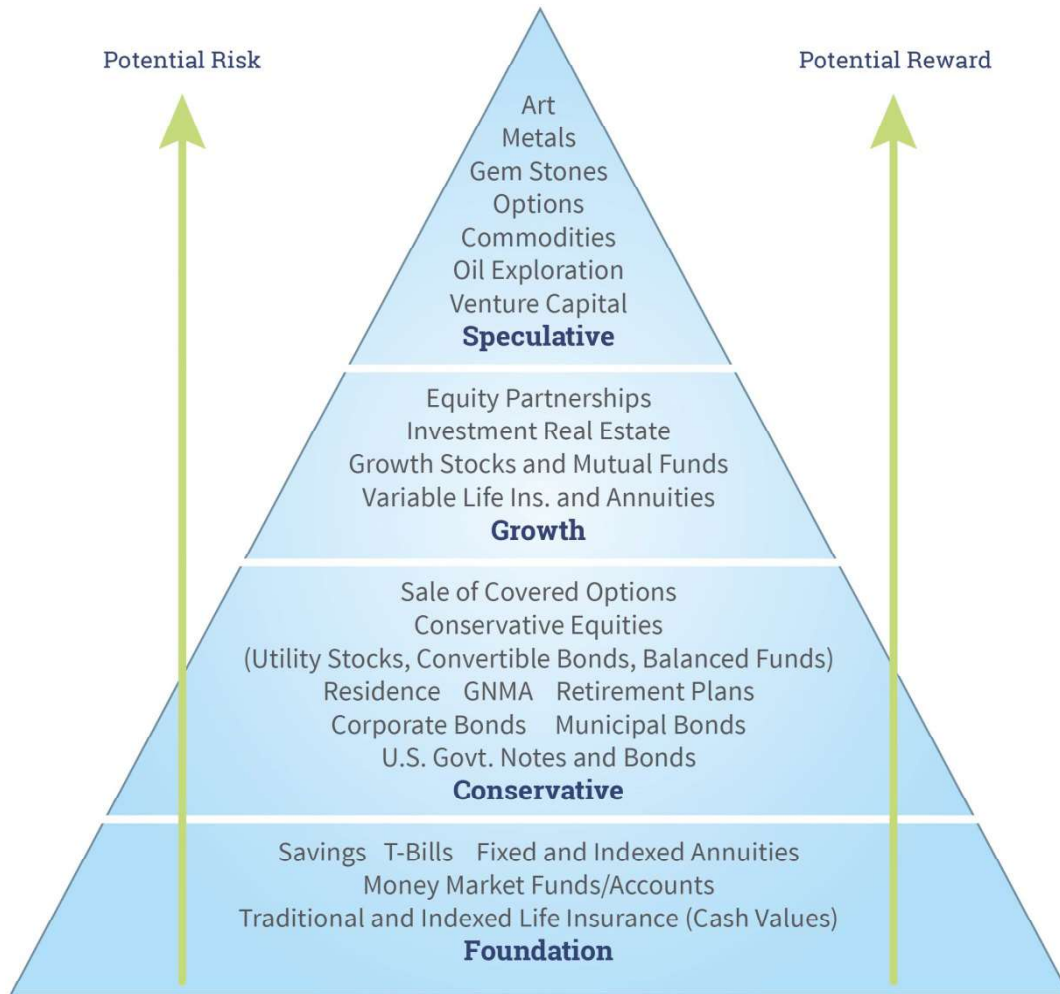 Potential Risk
Potential Reward
Art
Metals
Gem Stones
Options
Commodities
Oil Exploration
Venture Capital
Speculative
Equity Partnerships
Investment Real Estate
Growth Stocks and Mutual Funds
Variable Life Ins. and Annuities
Growth
Sale of Covered Options
Conservative Equities
(Utility Stocks, Convertible Bonds, Balanced Funds)
Residence GNMA Retirement Plans
Corporate Bonds Municipal Bonds
U.S. Govt. Notes and Bonds
Conservative
Savings T-Bills Fixed and Indexed Annuities
Money Market Funds/Accounts
Traditional and Indexed Life Insurance (Cash Values)
Foundation